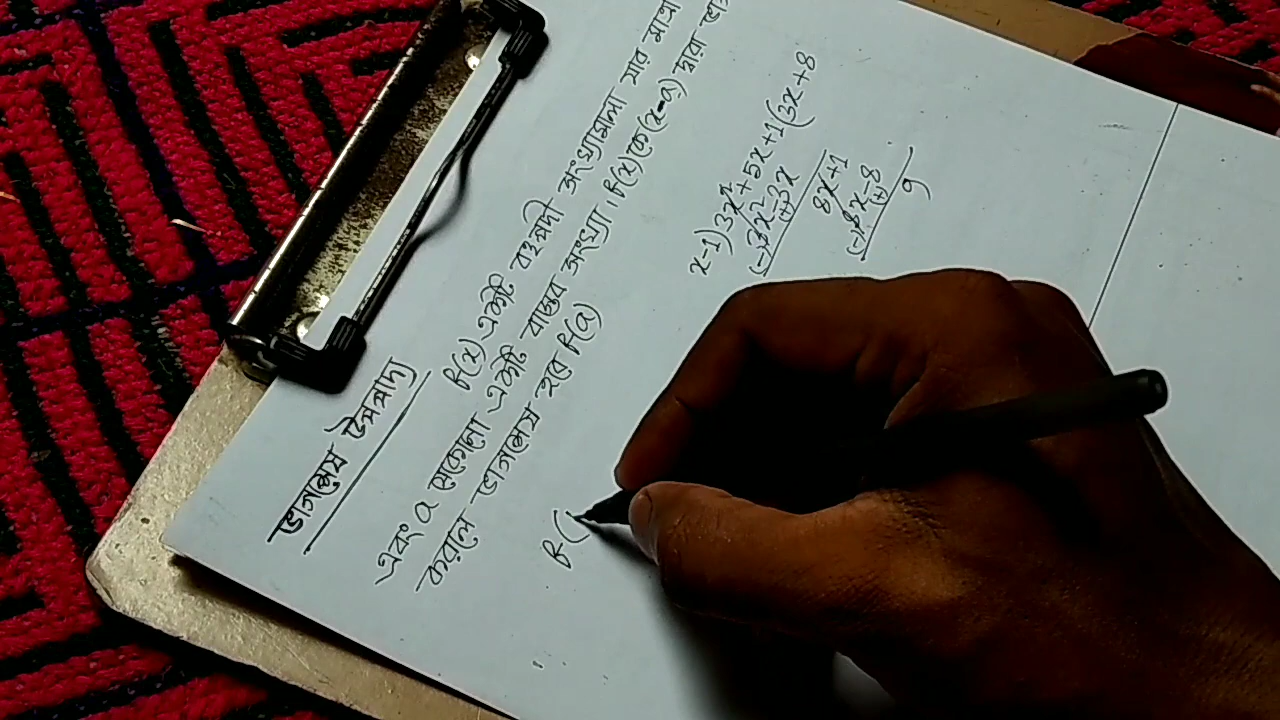 ভাগশেষ উপপাদ্য
P(x) একটি বহুপদী সংখ্যামালা যার মাত্রা
এবং a যেকোনো একটি বাস্তব সংখ্যা। P(x) কে (x-a) দ্বারা
করলে ভাগশেষ হবে P(a)
x-1) 3x²+5x+1 (3x+8
(-) 3x² - 3x
(+)
8x+1
(-) 8x - 8
(+)
9
P(